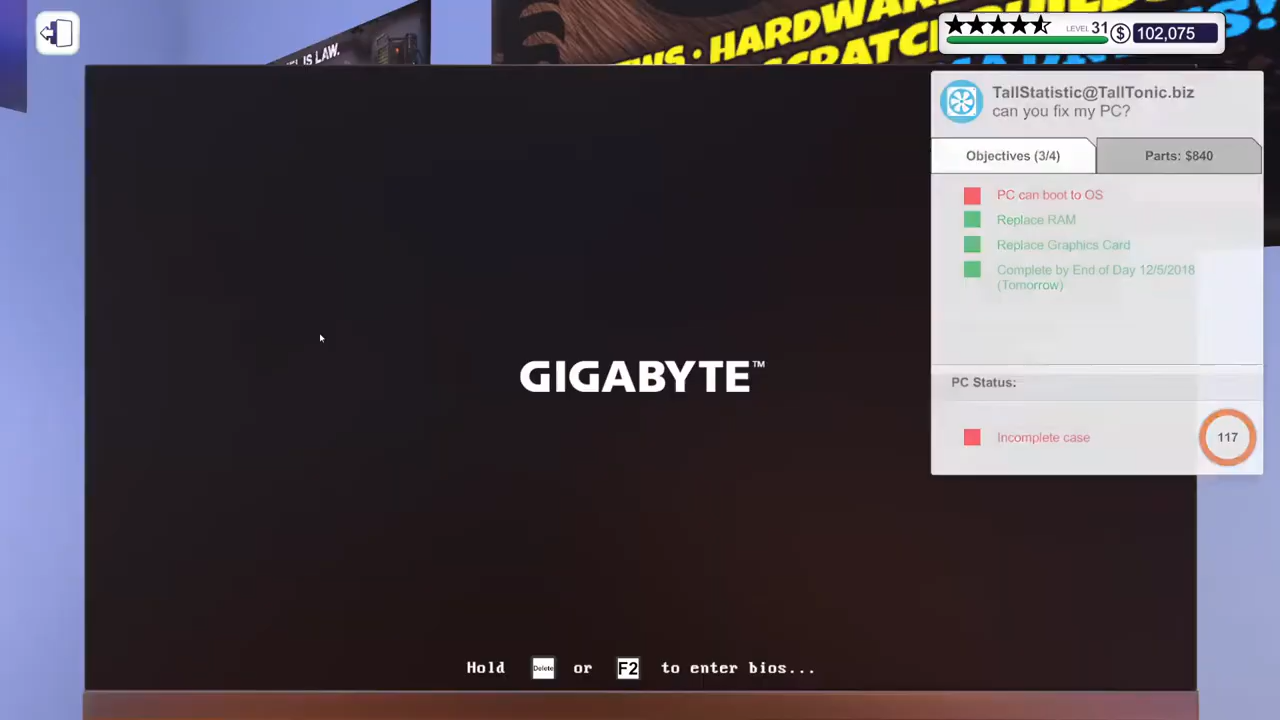 HARDWARE
LEVEL 31
$ 102,075
TallStatistic@TallTonic.biz
can you fix my PC?
Objectives (3/4)
Parts: $840
PC can boot to OS
Replace RAM
Replace Graphics Card
Complete by End of Day 12/5/2018
(Tomorrow)
PC Status:
Incomplete case
117
GIGABYTE™
Hold Delete or F2 to enter bios...